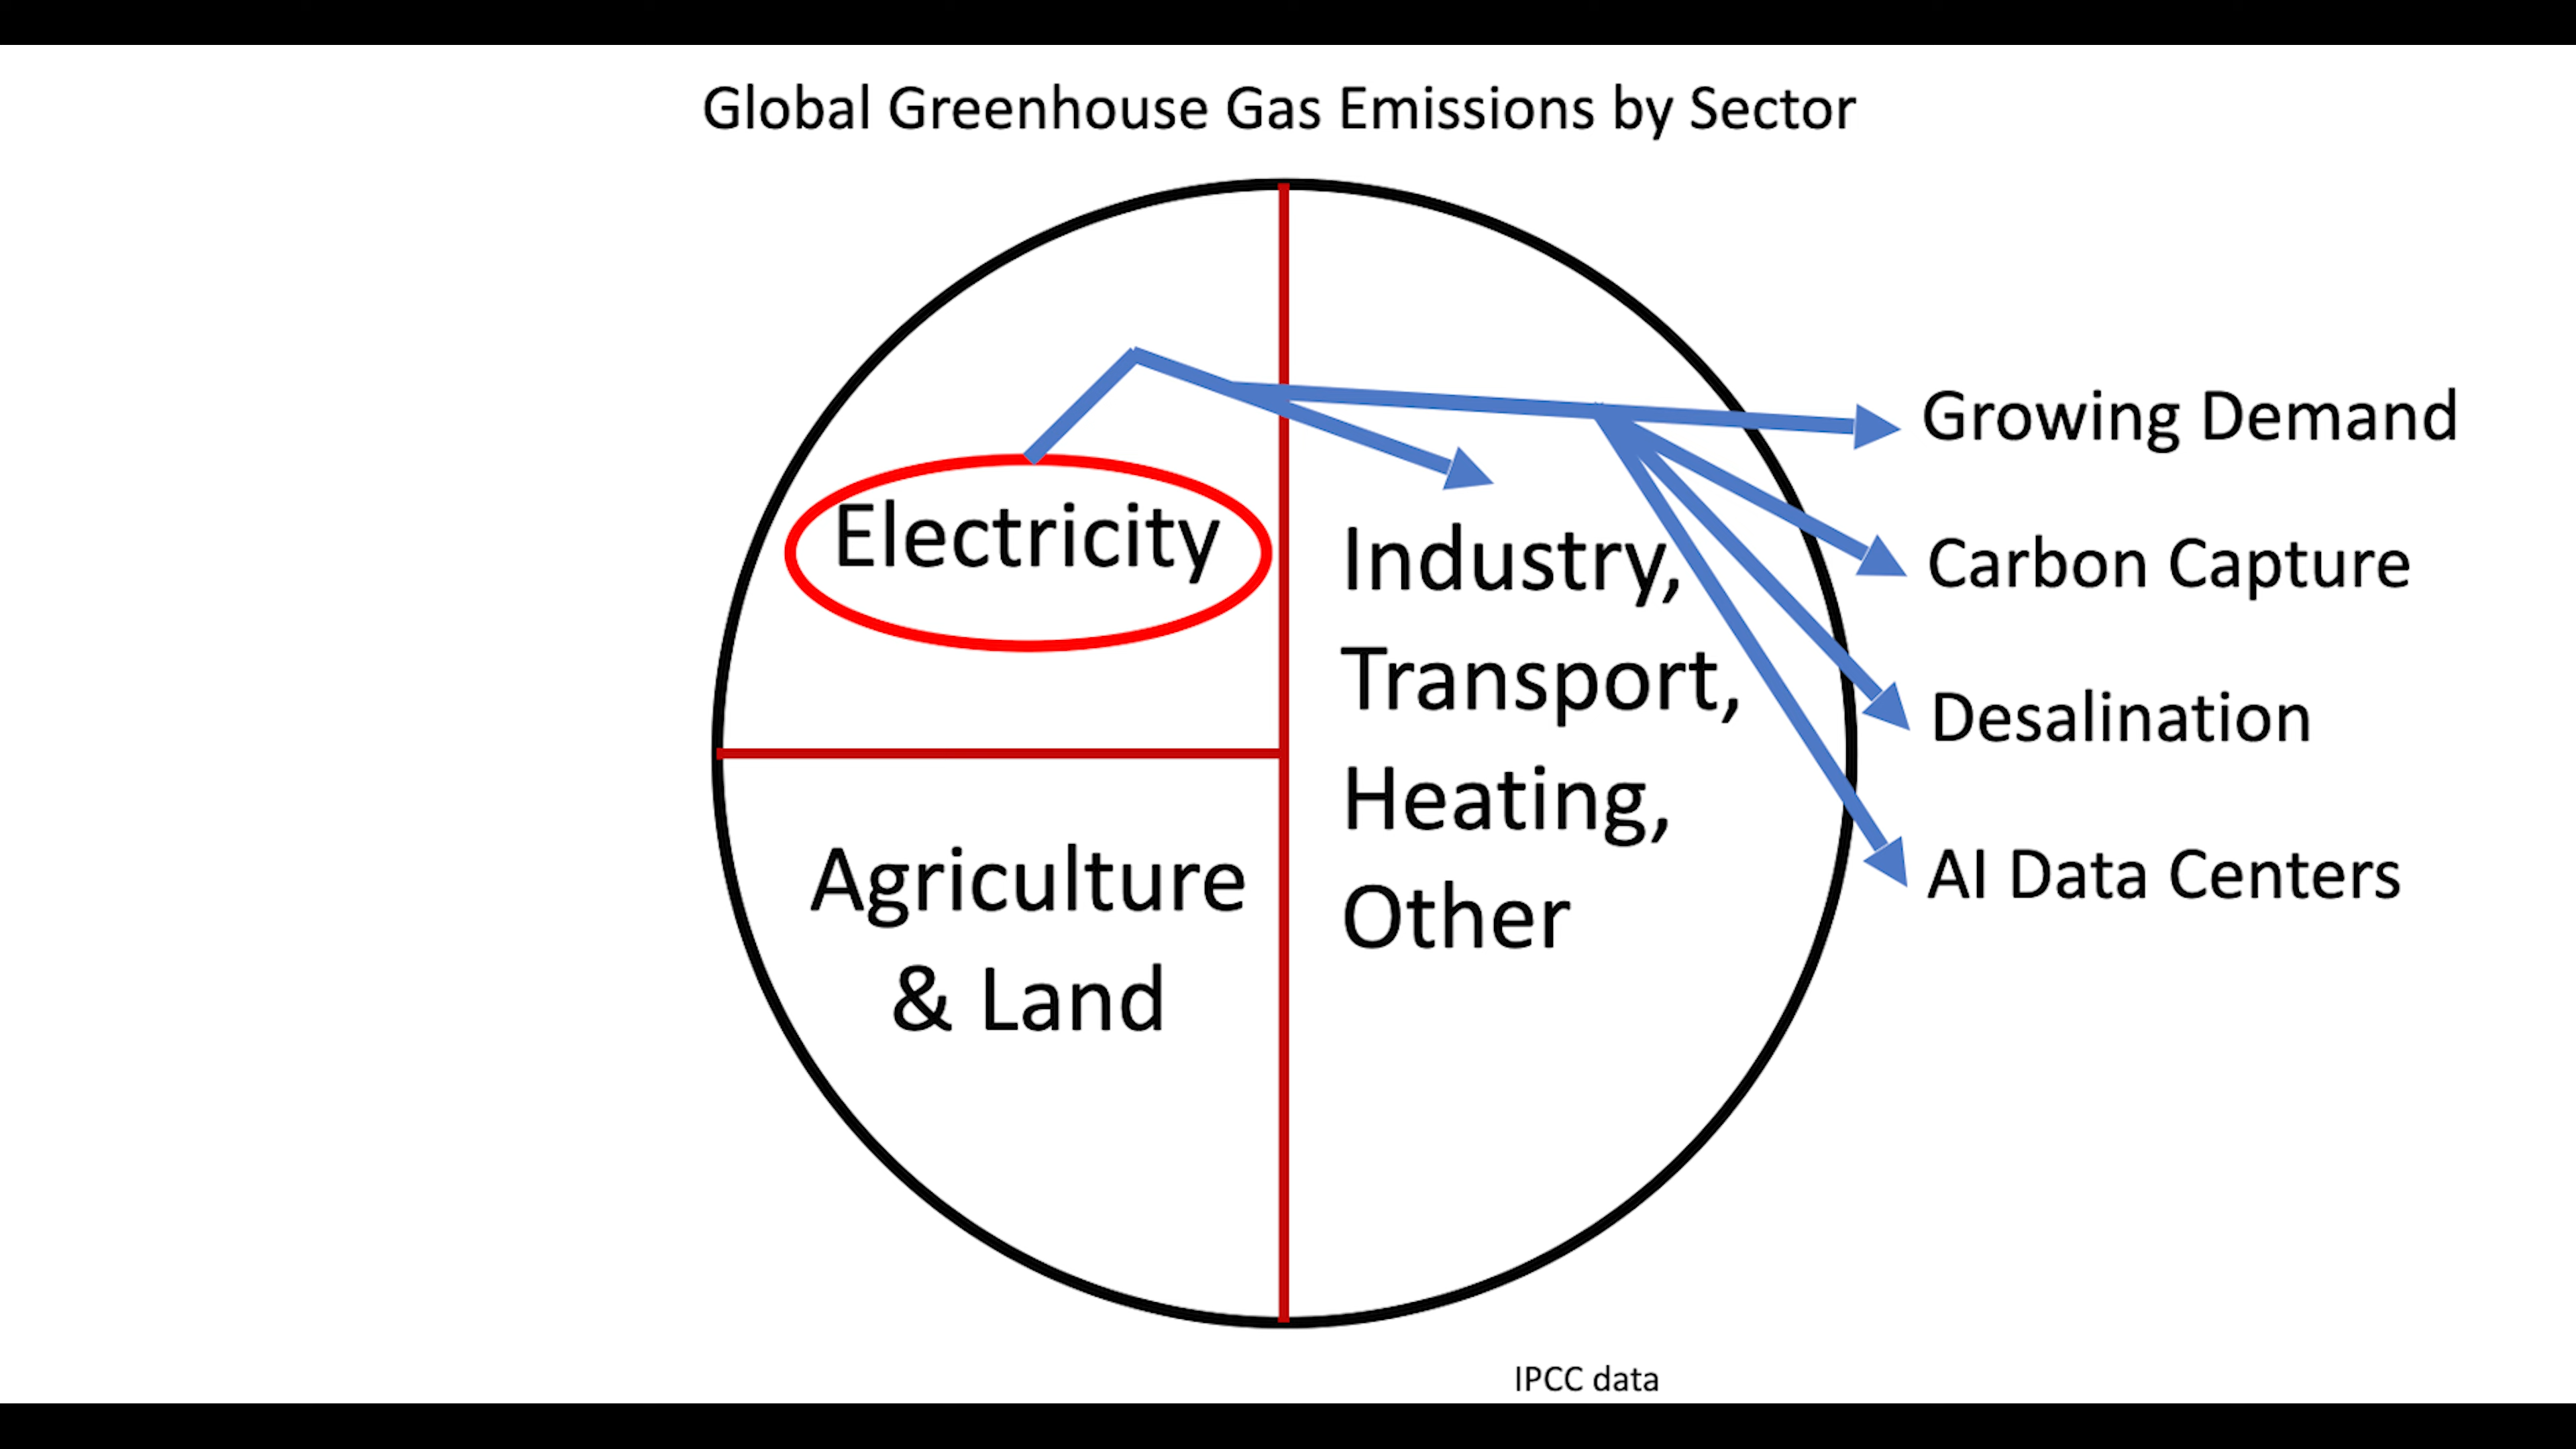 Global Greenhouse Gas Emissions by Sector
Electricity
Agriculture
& Land
Industry,
Transport,
Heating,
Other
Growing Demand
Carbon Capture
Desalination
AI Data Centers
IPCC data